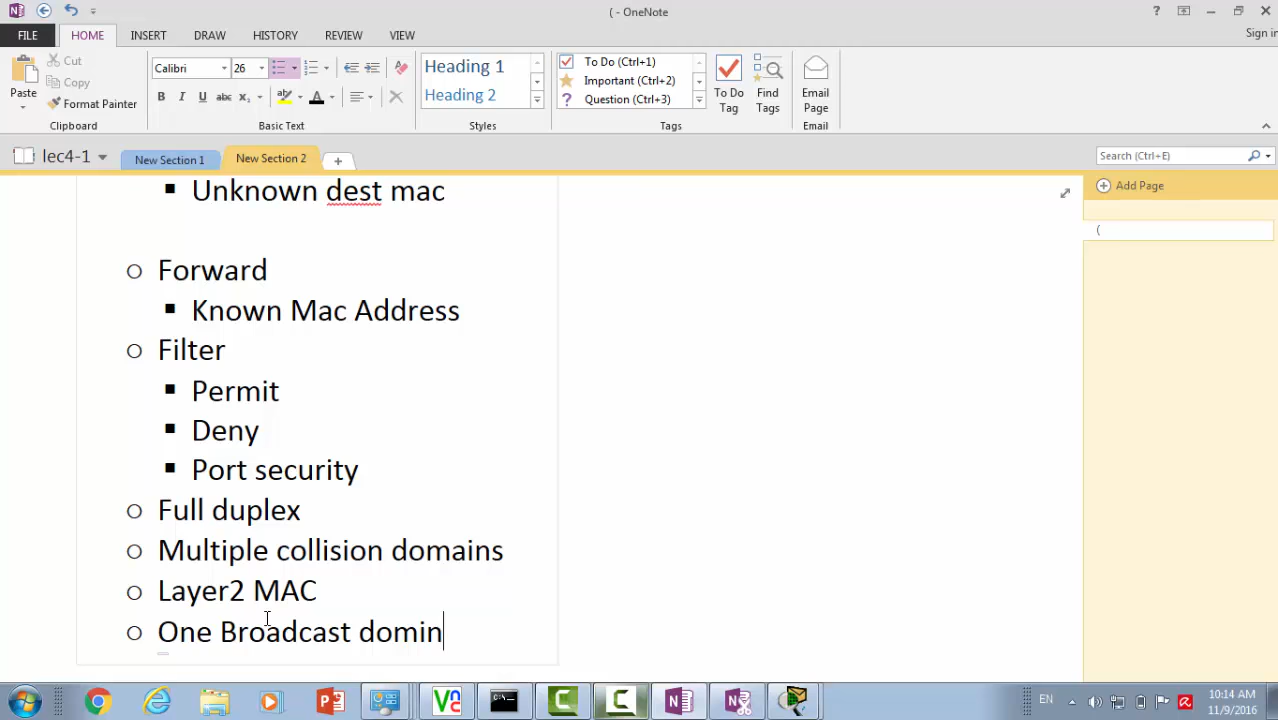 ( - OneNote
?
Sign in
FILE HOME INSERT DRAW HISTORY REVIEW VIEW
Paste
Cut
Copy
Format Painter
Clipboard
Calibri 26
B I U abc X₂ A
Basic Text
Heading 1
Heading 2
Styles
To Do (Ctrl+1)
Important (Ctrl+2)
Question (Ctrl+3)
To Do
Tag
Find
Tags
Tags
Email
Page
Email
lec4-1 New Section 1 New Section 2 +
Search (Ctrl+E)
Add Page
(
Unknown dest mac
Forward
Known Mac Address
Filter
Permit
Deny
Port security
Full duplex
Multiple collision domains
Layer2 MAC
One Broadcast domin
EN
10:14 AM
11/9/2016